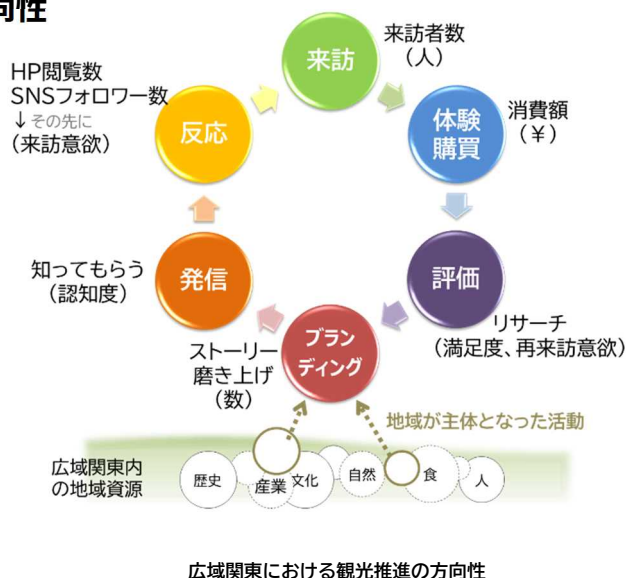 向性
来訪
来訪者数
（人）
HP閲覧数
SNSフォロワー数
↓その先に
（来訪意欲）
反応
体験
購買
消費額
（￥）
知ってもらう
（認知度）
発信
評価
リサーチ
（満足度、再来訪意欲）
ブラン
ディング
ストーリー
磨き上げ
（数）
地域が主体となった活動
広域関東内
の地域資源
歴史
産業
文化
自然
食
人
広域関東における観光推進の方向性